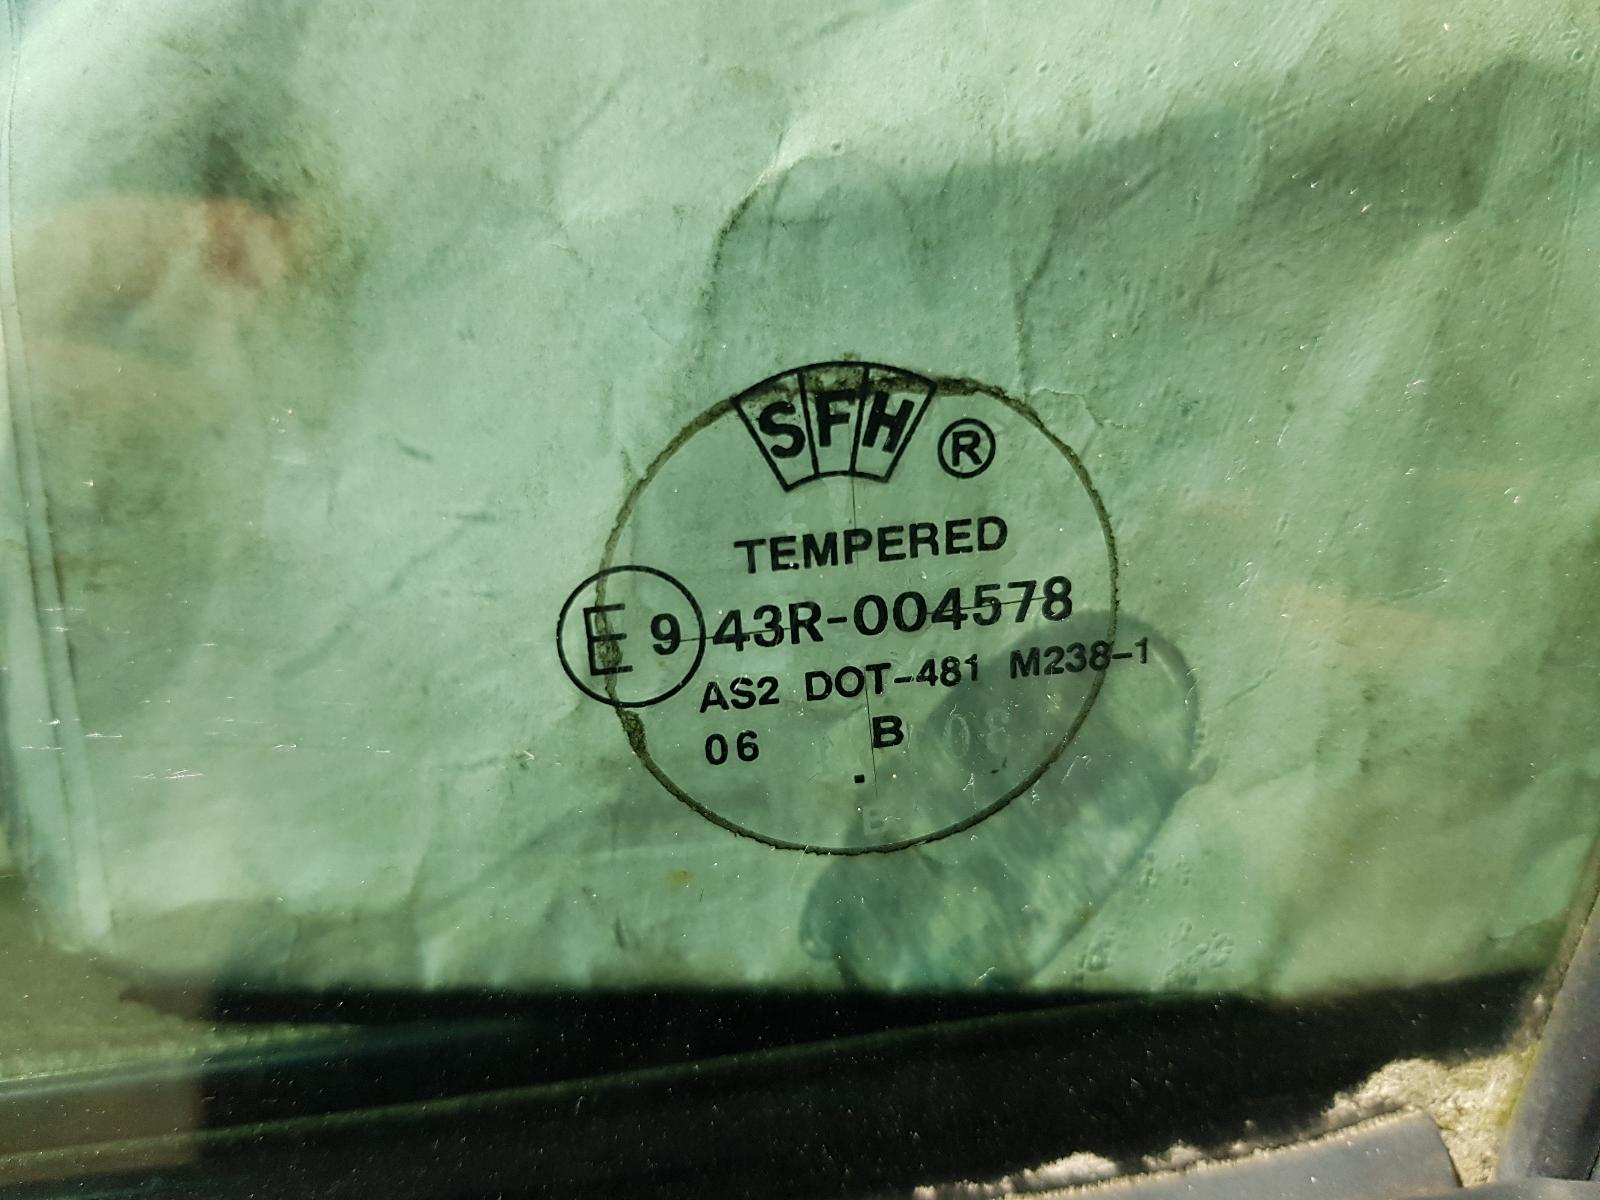 SFH ®
TEMPERED
E 9 43R-004578
AS2 DOT-481 M238-1
06 B
.